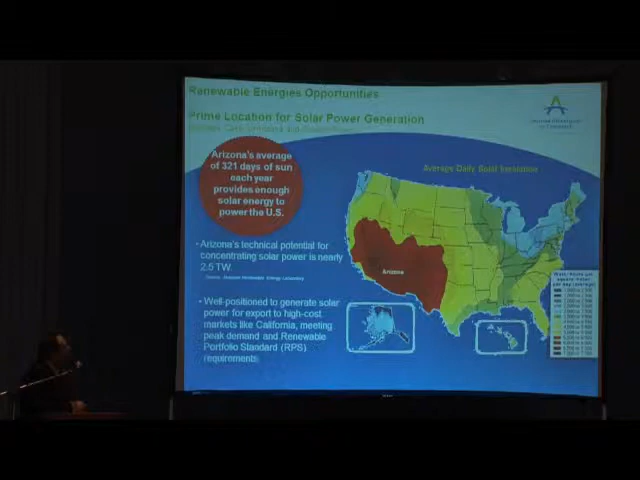 Renewable Energies Opportunities
Prime Location for Solar Power Generation
Arizona's average
of 321 days of sun
each year
provides enough
solar energy to
power the U.S.
Average Daily Solar Insolation
Arizona
- Arizona's technical potential for
concentrating solar power is nearly
2.5 TW.
- Well-positioned to generate solar
power for export to high-cost
markets like California, meeting
peak demand and Renewable
Portfolio Standard (RPS)
requirements